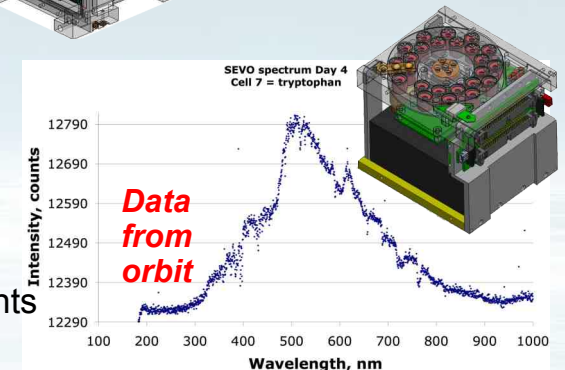 SEVO spectrum Day 4
Cell 7 = tryptophan
Intensity, counts
12790
12690
12590
12490
12390
12290
Data
from
orbit
nts
100 200 300 400 500 600 700 800 900 1000
Wavelength, nm